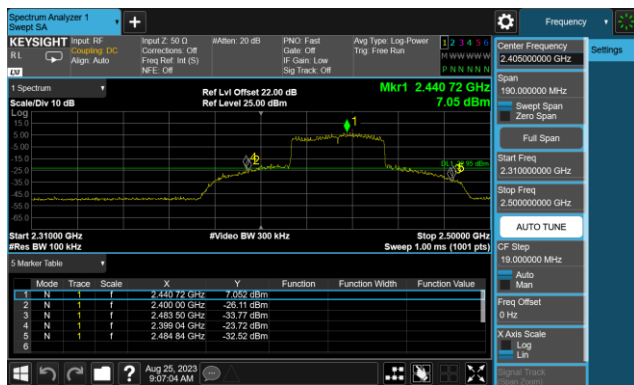 Spectrum Analyzer 1
Swept SA
Frequency
KEYSIGHT
RL
LXI
Input: RF
Coupling: DC
Align: Auto
Input Z: 50 Ω
Corrections: Off
Freq Ref: Int (S)
NFE: Off
#Atten: 20 dB
PNO: Fast
Gate: Off
IF Gain: Low
Sig Track: Off
Avg Type: Log-Power
Trig: Free Run
1 2 3 4 5 6
M W W W W W
P N N N N N
Center Frequency
2.405000000 GHz
Settings
Span
190.000000 MHz
Swept Span
Zero Span
Full Span
Start Freq
2.310000000 GHz
Stop Freq
2.500000000 GHz
AUTO TUNE
CF Step
19.000000 MHz
Auto
Man
Freq Offset
0 Hz
X Axis Scale
Log
Lin
Signal Track
(Span Zoom)
1 Spectrum
Scale/Div 10 dB
Log
Ref Lvl Offset 22.00 dB
Ref Level 25.00 dBm
Mkr1 2.440 72 GHz
7.05 dBm
15.0
5.00
-5.00
-15.0
-25.0
-35.0
-45.0
-55.0
-65.0
1
2
Start 2.31000 GHz
#Res BW 100 kHz
#Video BW 300 kHz
Stop 2.50000 GHz
Sweep 1.00 ms (1001 pts)
5 Marker Table
Mode Trace Scale X Y Function Function Width Function Value
1 N 1 f 2.440 72 GHz 7.052 dBm
2 N 1 f 2.400 00 GHz -26.11 dBm
3 N 1 f 2.483 50 GHz -33.77 dBm
4 N 1 f 2.399 04 GHz -23.72 dBm
5 N 1 f 2.484 84 GHz -32.52 dBm
6
?
Aug 25, 2023
9:07:04 AM